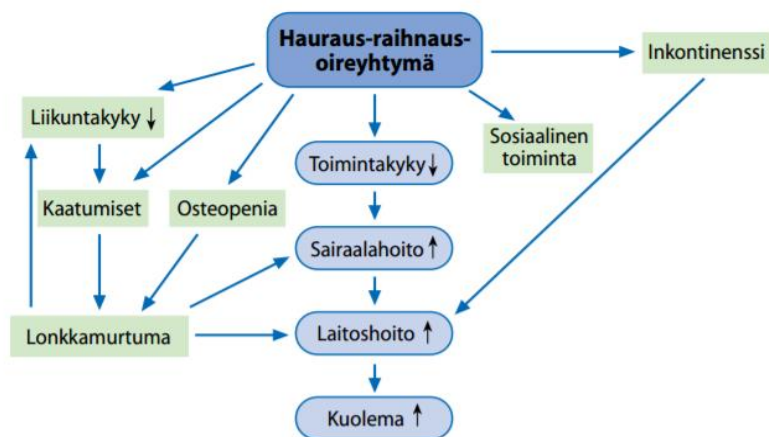 Hauraus-raihnaus-
oireyhtymä
Inkontinenssi
Liikuntakyky ↓
Sosiaalinen
toiminta
Toimintakyky ↓
Kaatumiset
Osteopenia
Sairaalahoito ↑
Lonkkamurtuma
Laitoshoito ↑
Kuolema ↑